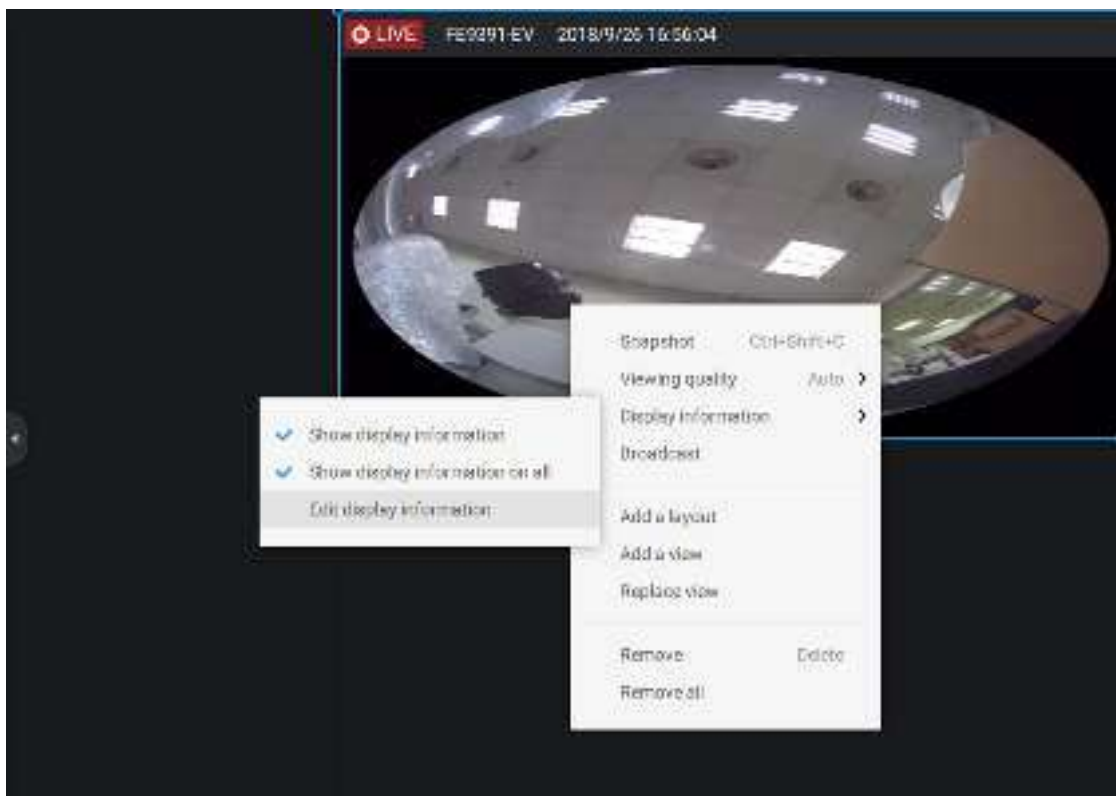 LIVE FE9391-EV 2018/9/26 16:56:04
Snapshot Ctrl+Shift+C
Viewing quality Auto
Display information
Broadcast
Show display information
Show display information on all
Edit display information
Add a layout
Add a view
Replace view
Remove Delete
Remove all